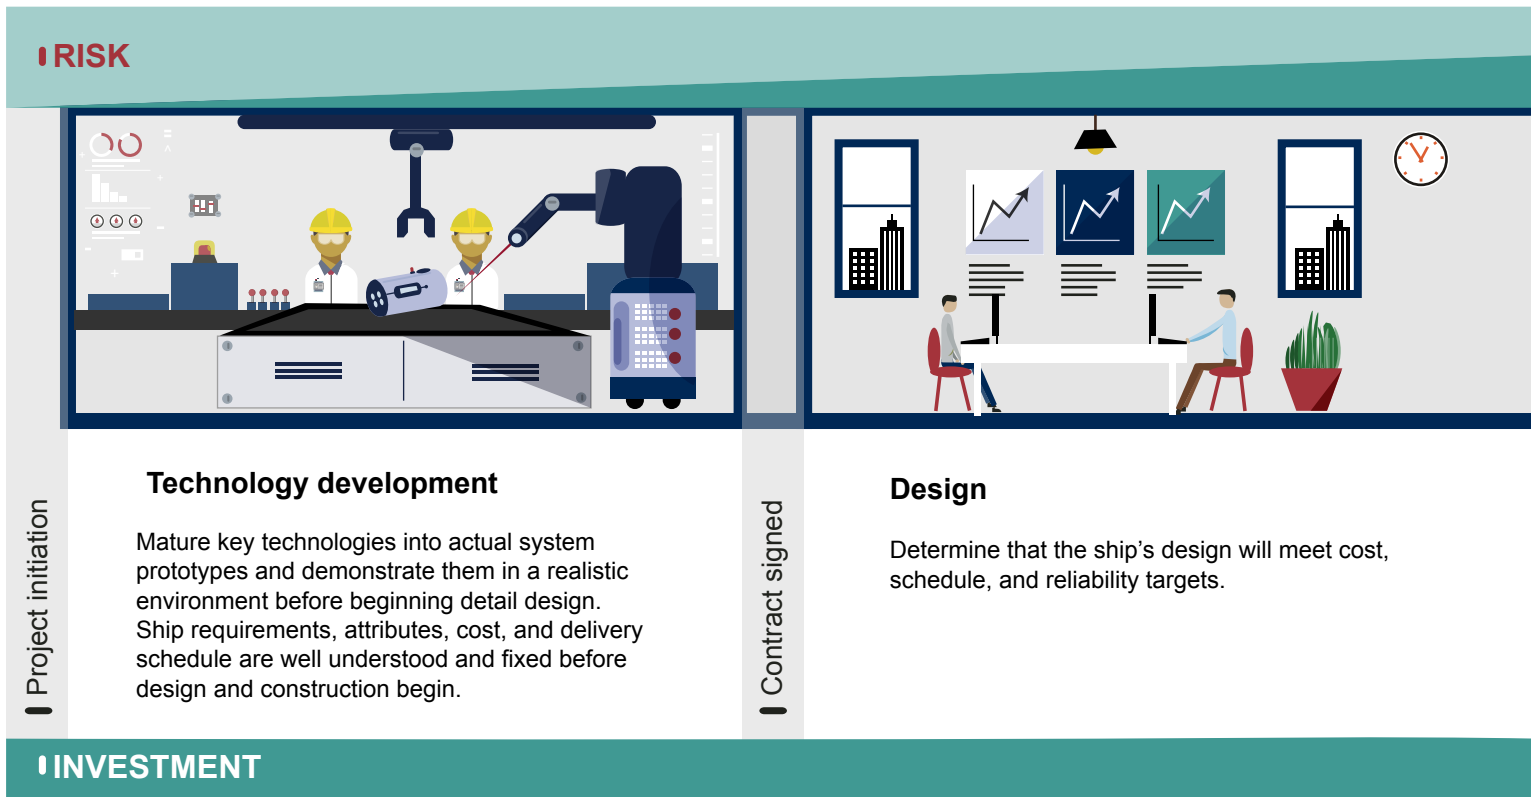 RISK
Project initiation
Technology development
Mature key technologies into actual system
prototypes and demonstrate them in a realistic
environment before beginning detail design.
Ship requirements, attributes, cost, and delivery
schedule are well understood and fixed before
design and construction begin.
Contract signed
Design
Determine that the ship’s design will meet cost,
schedule, and reliability targets.
INVESTMENT